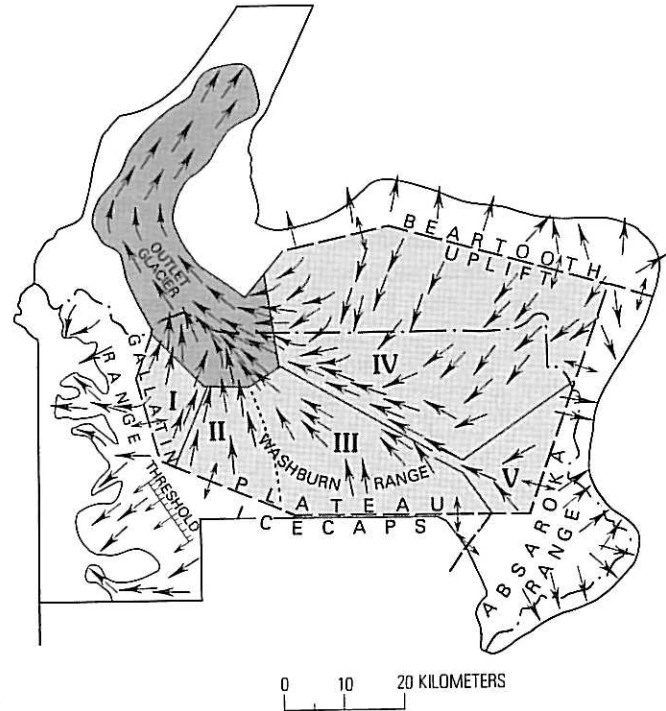 BEARTOOTH
UPLIFT
OUTLET
GLACIER
GALLATIN
RANGE
I
II
III
IV
V
WASHBURN RANGE
THRESHOLD
PLATEAU
ICECAPS
ABSAROKA
RANGE
0 10 20 KILOMETERS